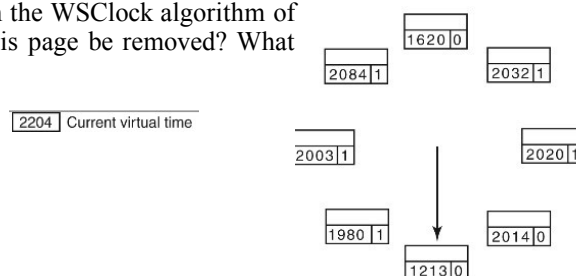 n the WSClock algorithm of
is page be removed? What
2204 Current virtual time
1620 0
2084 1
2032 1
2003 1
2020 1
1980 1
2014 0
1213 0